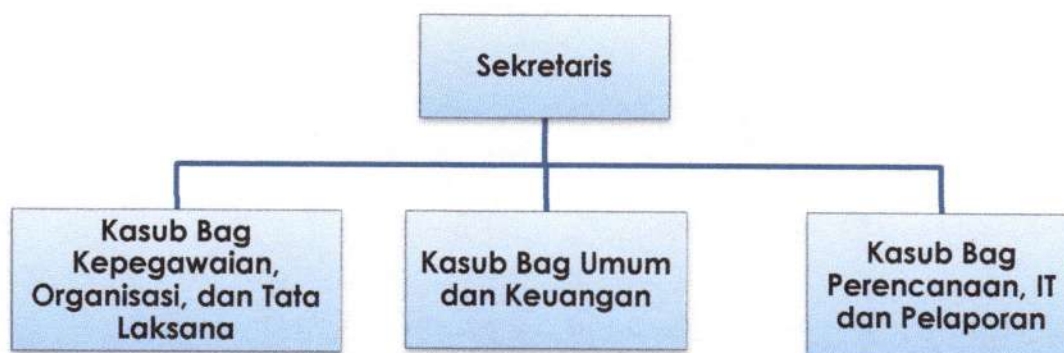 Sekretaris
Kasub Bag
Kepegawaian,
Organisasi, dan Tata
Laksana
Kasub Bag Umum
dan Keuangan
Kasub Bag
Perencanaan, IT
dan Pelaporan